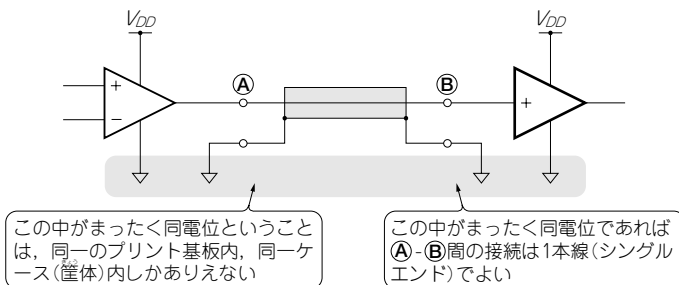 VDD
VDD
Ⓐ
Ⓑ
+
−
+
この中がまったく同電位ということ
は，同一のプリント基板内，同一ケ
ース(筐体)内しかありえない
きょう
この中がまったく同電位であれば
Ⓐ-Ⓑ間の接続は1本線(シングル
エンド)でよい